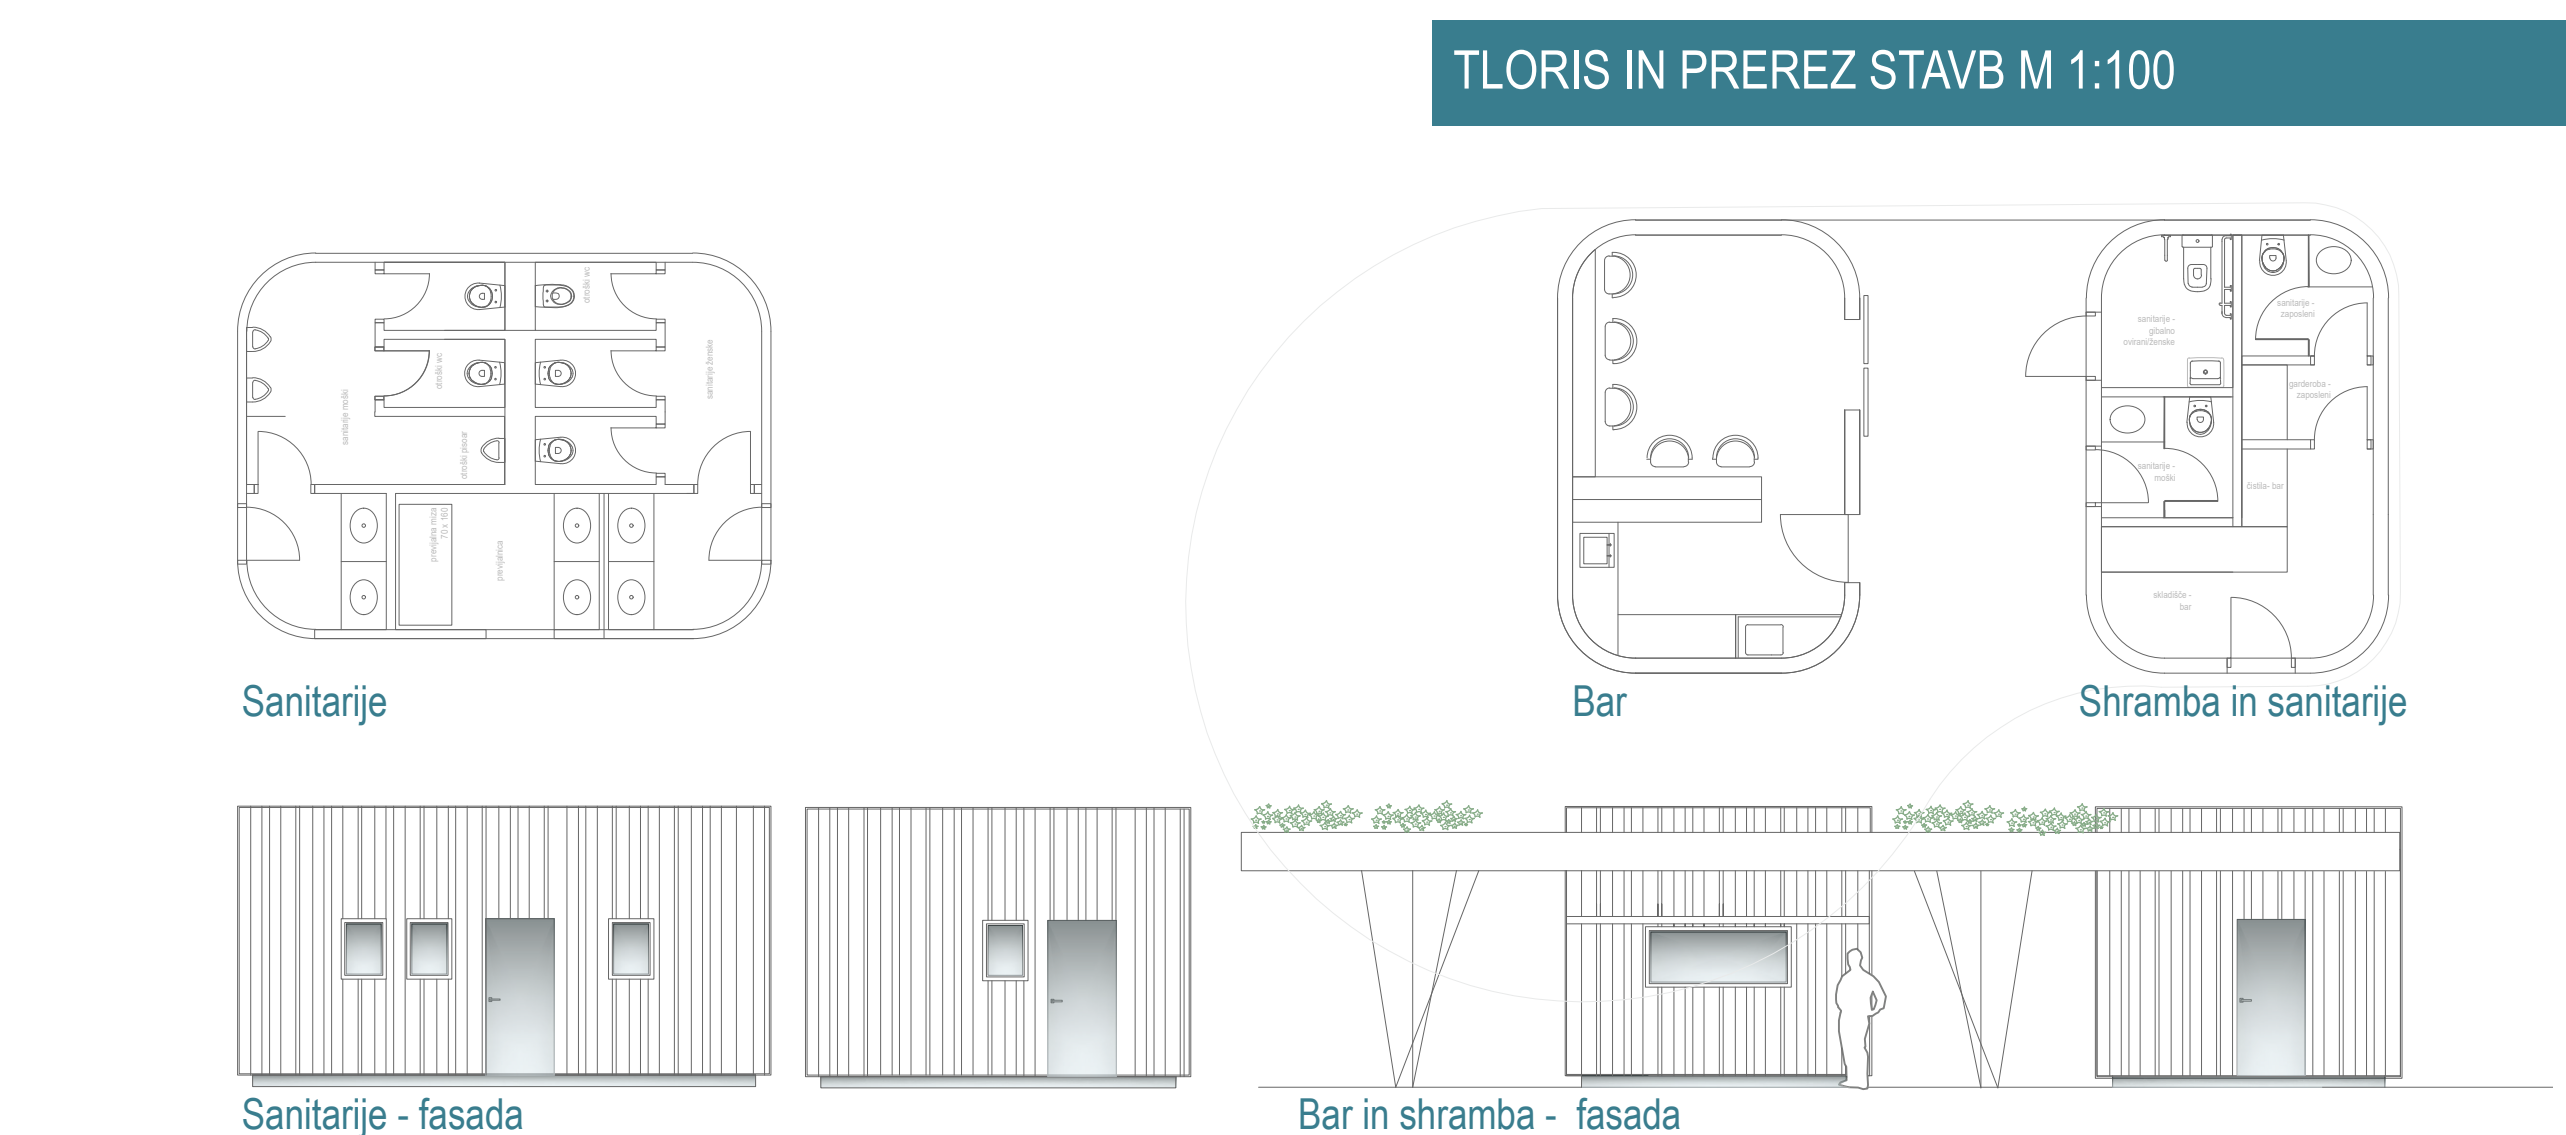 TLORIS IN PREREZ STAVB M 1:100
otroški wc
otroški wc
sanitarije moški
otroški pisoar
sanitarije ženske
previjalna miza
70 x 160
previjalnica
Sanitarije
Bar
sanitarije -
gibalno
ovirani/ženske
sanitarije -
zaposleni
garderoba -
zaposleni
sanitarije -
moški
čistila- bar
skladišče -
bar
Shramba in sanitarije
Sanitarije - fasada
Bar in shramba - fasada